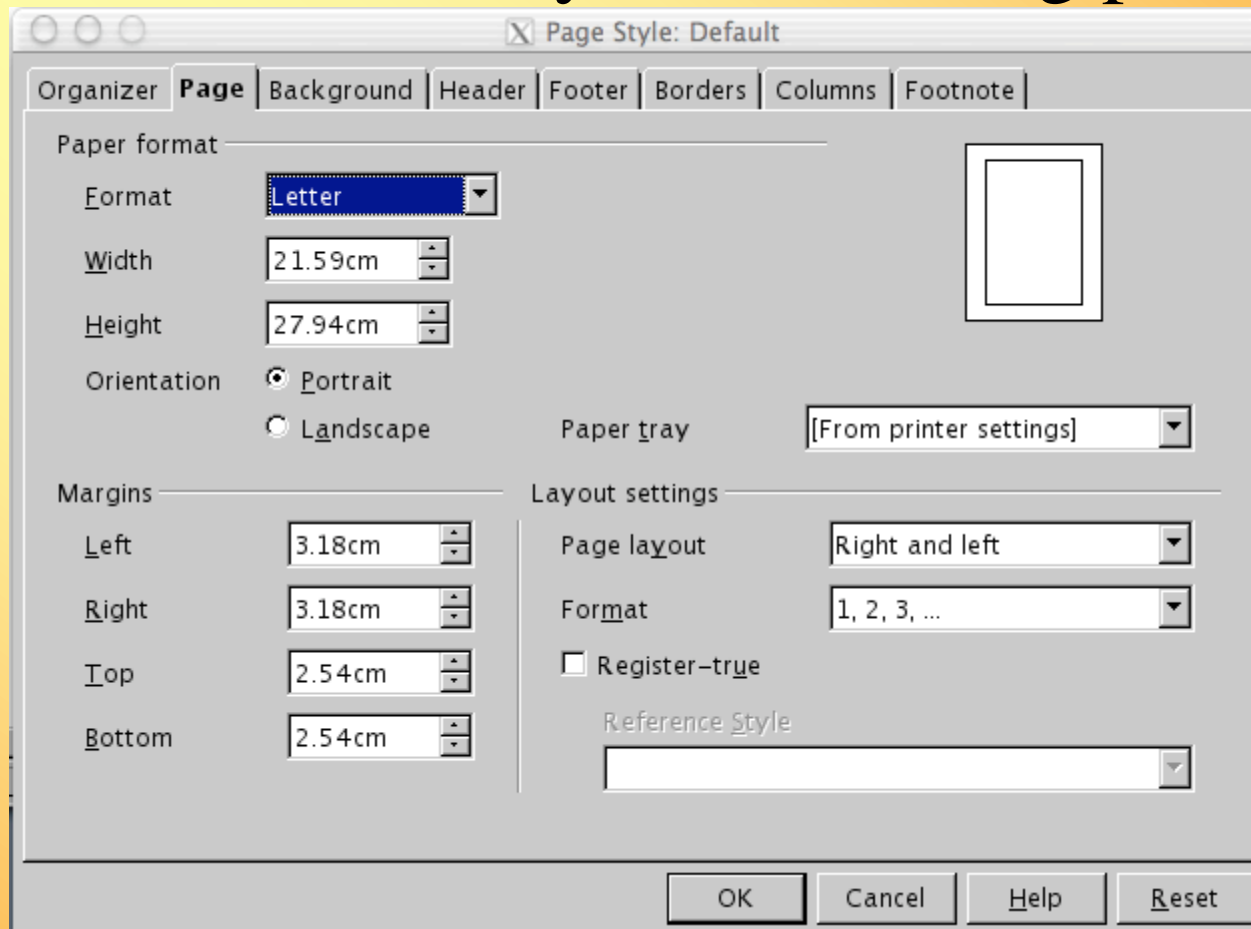 Page Style: Default
Organizer Page Background Header Footer Borders Columns Footnote
Paper format
Format Letter
Width 21.59cm
Height 27.94cm
Orientation Portrait
Landscape Paper tray [From printer settings]
Margins Layout settings
Left 3.18cm Page layout Right and left
Right 3.18cm Format 1, 2, 3, ...
Top 2.54cm Register-true
Bottom 2.54cm Reference Style
OK Cancel Help Reset